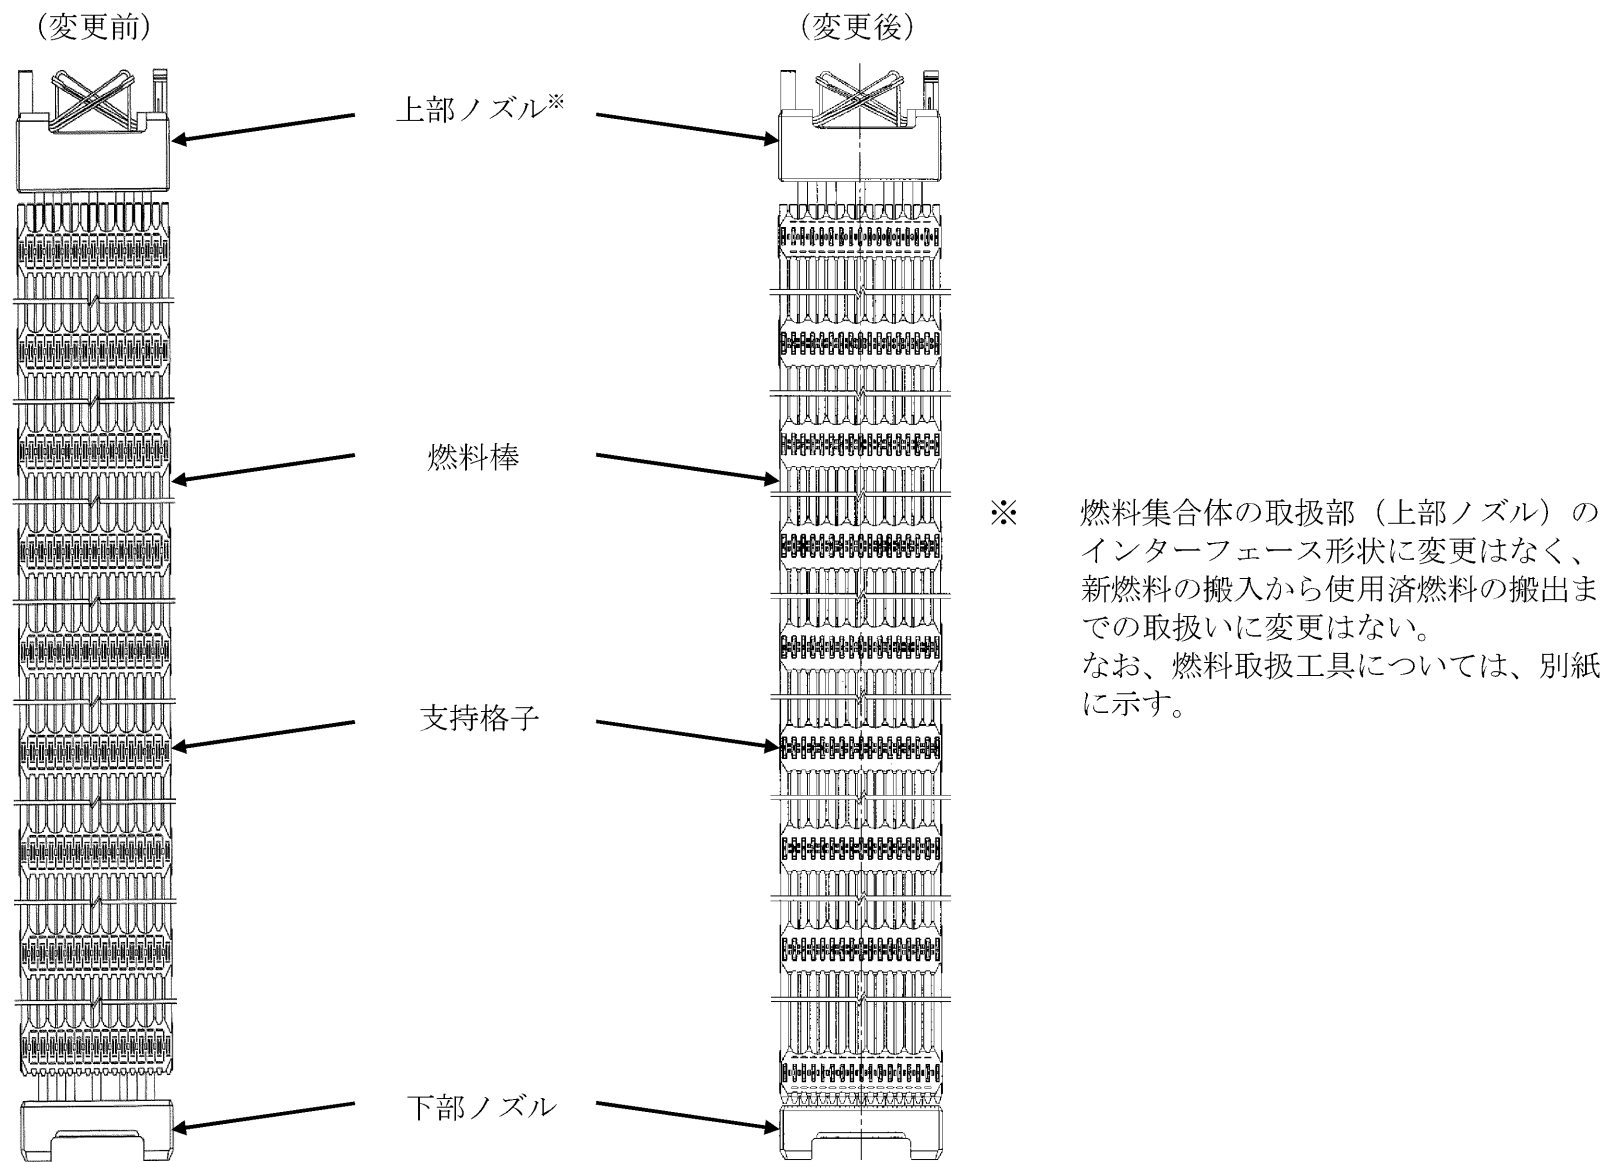 （変更前）
（変更後）
上部ノズル※
燃料棒
支持格子
下部ノズル
※　燃料集合体の取扱部（上部ノズル）の
インターフェース形状に変更はなく、
新燃料の搬入から使用済燃料の搬出ま
での取扱いに変更はない。
なお、燃料取扱工具については、別紙
に示す。